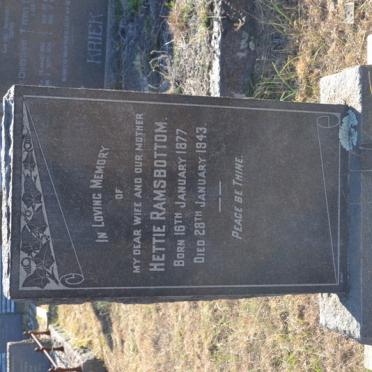 In Loving Memory
of
my dear wife and our mother
Hettie Ramsbottom.
Born 16th January 1877.
Died 28th January 1943.
Peace be Thine.
KRIEK